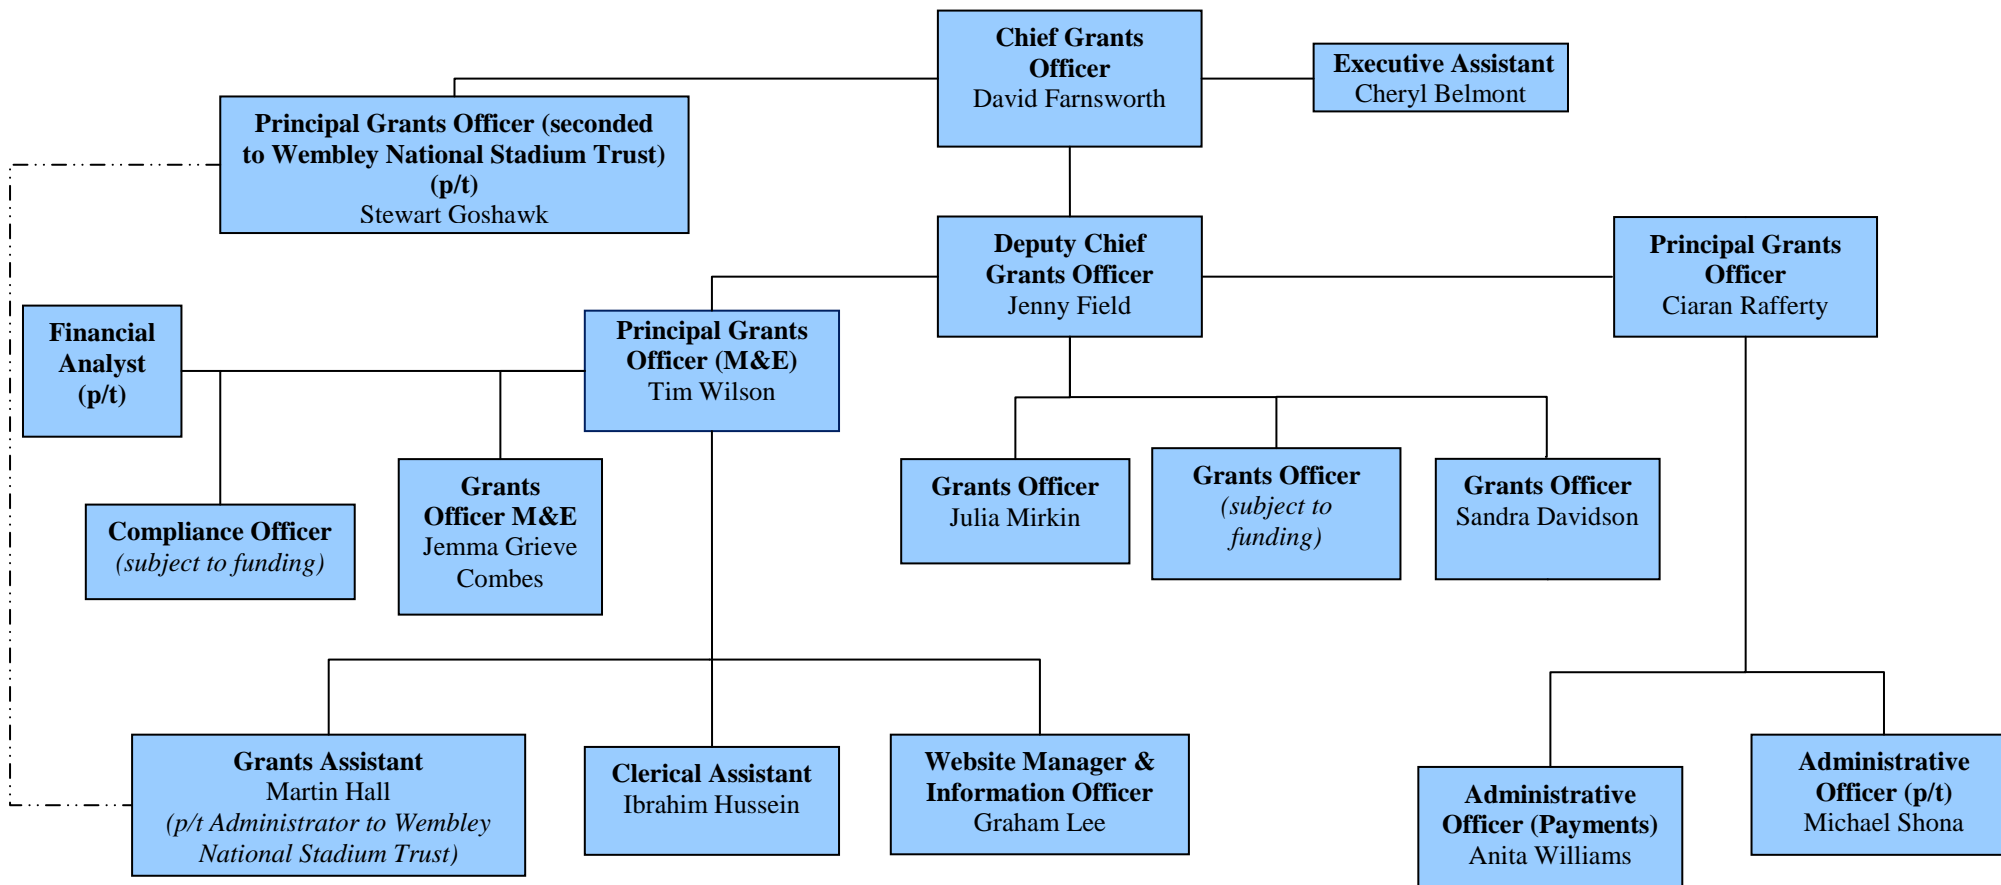 Chief Grants
Officer
David Farnsworth
Executive Assistant
Cheryl Belmont
Principal Grants Officer (seconded
to Wembley National Stadium Trust)
(p/t)
Stewart Goshawk
Deputy Chief
Grants Officer
Jenny Field
Principal Grants
Officer
Ciaran Rafferty
Financial
Analyst
(p/t)
Principal Grants
Officer (M&E)
Tim Wilson
Compliance Officer
(subject to funding)
Grants
Officer M&E
Jemma Grieve
Combes
Grants Officer
Julia Mirkin
Grants Officer
(subject to
funding)
Grants Officer
Sandra Davidson
Grants Assistant
Martin Hall
(p/t Administrator to Wembley
National Stadium Trust)
Clerical Assistant
Ibrahim Hussein
Website Manager &
Information Officer
Graham Lee
Administrative
Officer (Payments)
Anita Williams
Administrative
Officer (p/t)
Michael Shona